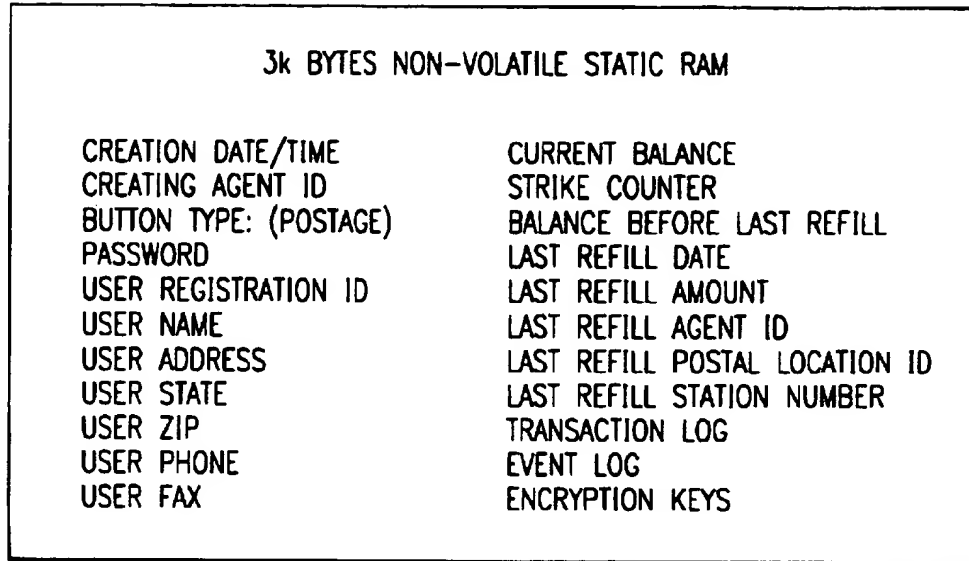 3k BYTES NON-VOLATILE STATIC RAM
CREATION DATE/TIME
CREATING AGENT ID
BUTTON TYPE: (POSTAGE)
PASSWORD
USER REGISTRATION ID
USER NAME
USER ADDRESS
USER STATE
USER ZIP
USER PHONE
USER FAX
CURRENT BALANCE
STRIKE COUNTER
BALANCE BEFORE LAST REFILL
LAST REFILL DATE
LAST REFILL AMOUNT
LAST REFILL AGENT ID
LAST REFILL POSTAL LOCATION ID
LAST REFILL STATION NUMBER
TRANSACTION LOG
EVENT LOG
ENCRYPTION KEYS